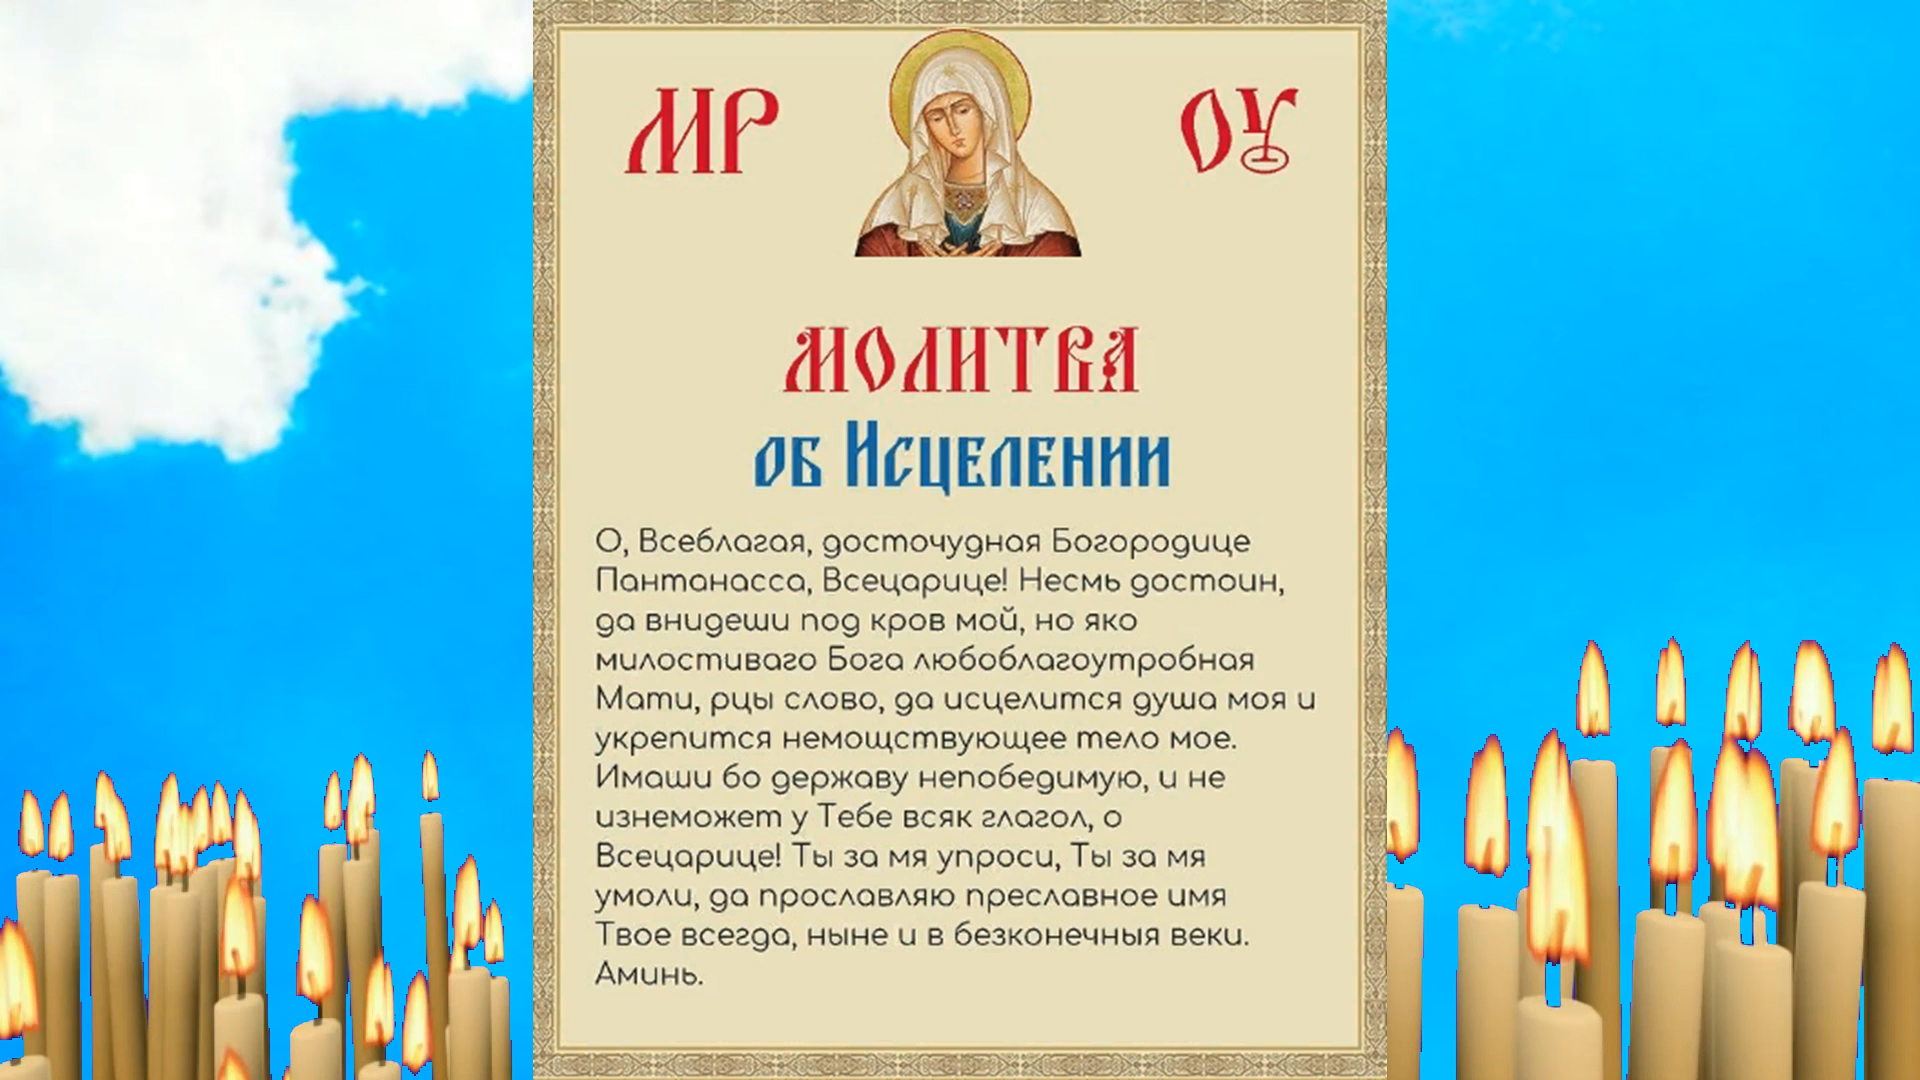 МР ОУ
МОЛИТВА
об Исцелении
О, Всеблагая, досточудная Богородице
Пантанасса, Всецарице! Несмь достоин,
да внидеши под кров мой, но яко
милостиваго Бога любоблагоутробная
Мати, рцы слово, да исцелится душа моя и
укрепится немощствующее тело мое.
Имаши бо державу непобедимую, и не
изнеможет у Тебе всяк глагол, о
Всецарице! Ты за мя упроси, Ты за мя
умоли, да прославляю преславное имя
Твое всегда, ныне и в безконечныя веки.
Аминь.